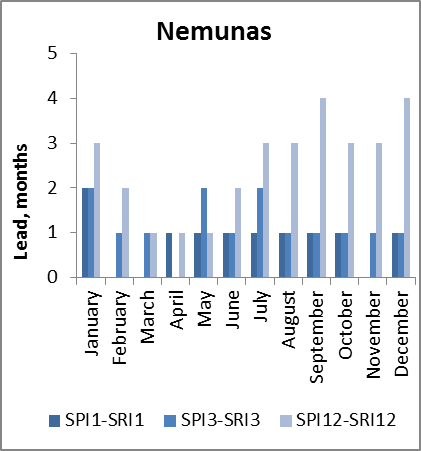 Nemunas
Lead, months
5
4
3
2
1
0
January
February
March
April
May
June
July
August
September
October
November
December
SPI1-SRI1
SPI3-SRI3
SPI12-SRI12